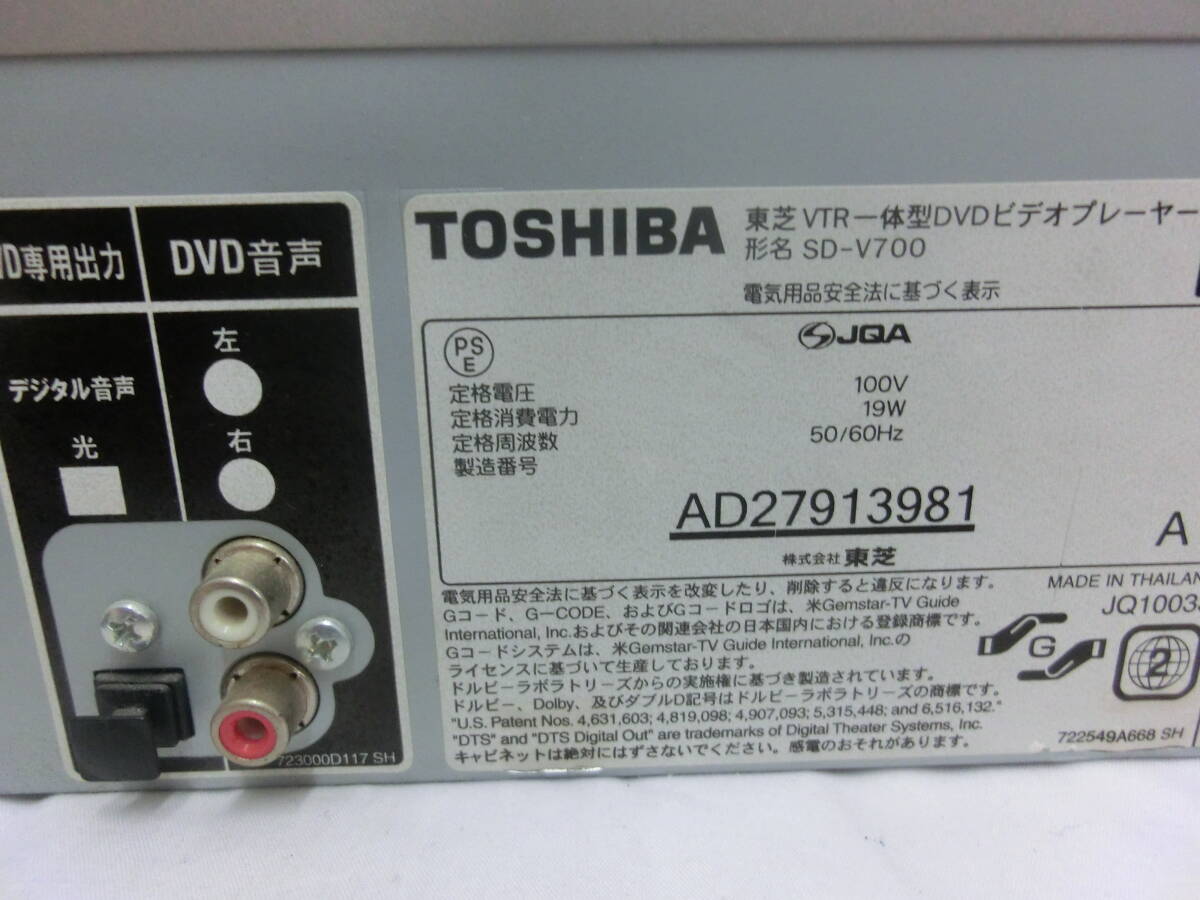 VD専用出力
DVD音声
左
デジタル音声
右
光
723000D117 SH
TOSHIBA
東芝 VTR一体型DVDビデオプレーヤー
形名 SD-V700
電気用品安全法に基づく表示
PS
E
JQA
定格電圧 100V
定格消費電力 19W
定格周波数 50/60Hz
製造番号
AD27913981
A
株式会社 東芝
電気用品安全法に基づく表示を改変したり、削除すると違反になります。
MADE IN THAILAN
Gコード、G-CODE、およびGコードロゴは、米Gemstar-TV Guide
JQ1003
International, Inc.およびその関連会社の日本国内における登録商標です。
Gコードシステムは、米Gemstar-TV Guide International, Inc.の
ライセンスに基づいて生産しております。
G
2
ドルビーラボラトリーズからの実施権に基づき製造されています。
ドルビー、Dolby、及びダブルD記号はドルビーラボラトリーズの商標です。
"U.S. Patent Nos. 4,631,603; 4,819,098; 4,907,093; 5,315,448; and 6,516,132."
"DTS" and "DTS Digital Out" are trademarks of Digital Theater Systems, Inc.
キャビネットは絶対にはずさないでください。感電のおそれがあります。
722549A668 SH